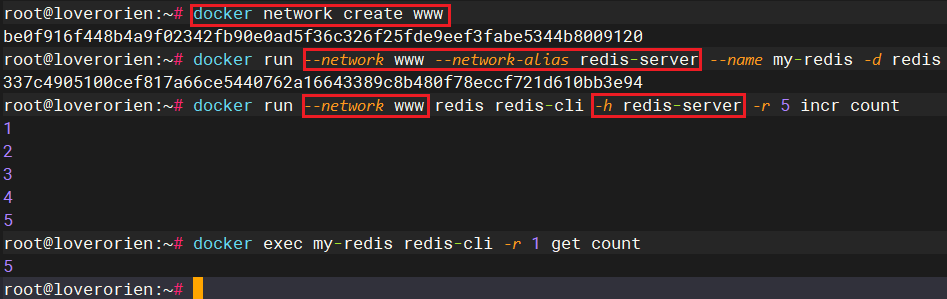 root@loverorien:~# docker network create www
be0f916f448b4a9f02342fb90e0ad5f36c326f25fde9eef3fabe5344b8009120
root@loverorien:~# docker run --network www --network-alias redis-server --name my-redis -d redis
337c4905100cef817a66ce5440762a16643389c8b480f78eccf721d610bb3e94
root@loverorien:~# docker run --network www redis redis-cli -h redis-server -r 5 incr count
1
2
3
4
5
root@loverorien:~# docker exec my-redis redis-cli -r 1 get count
5
root@loverorien:~#